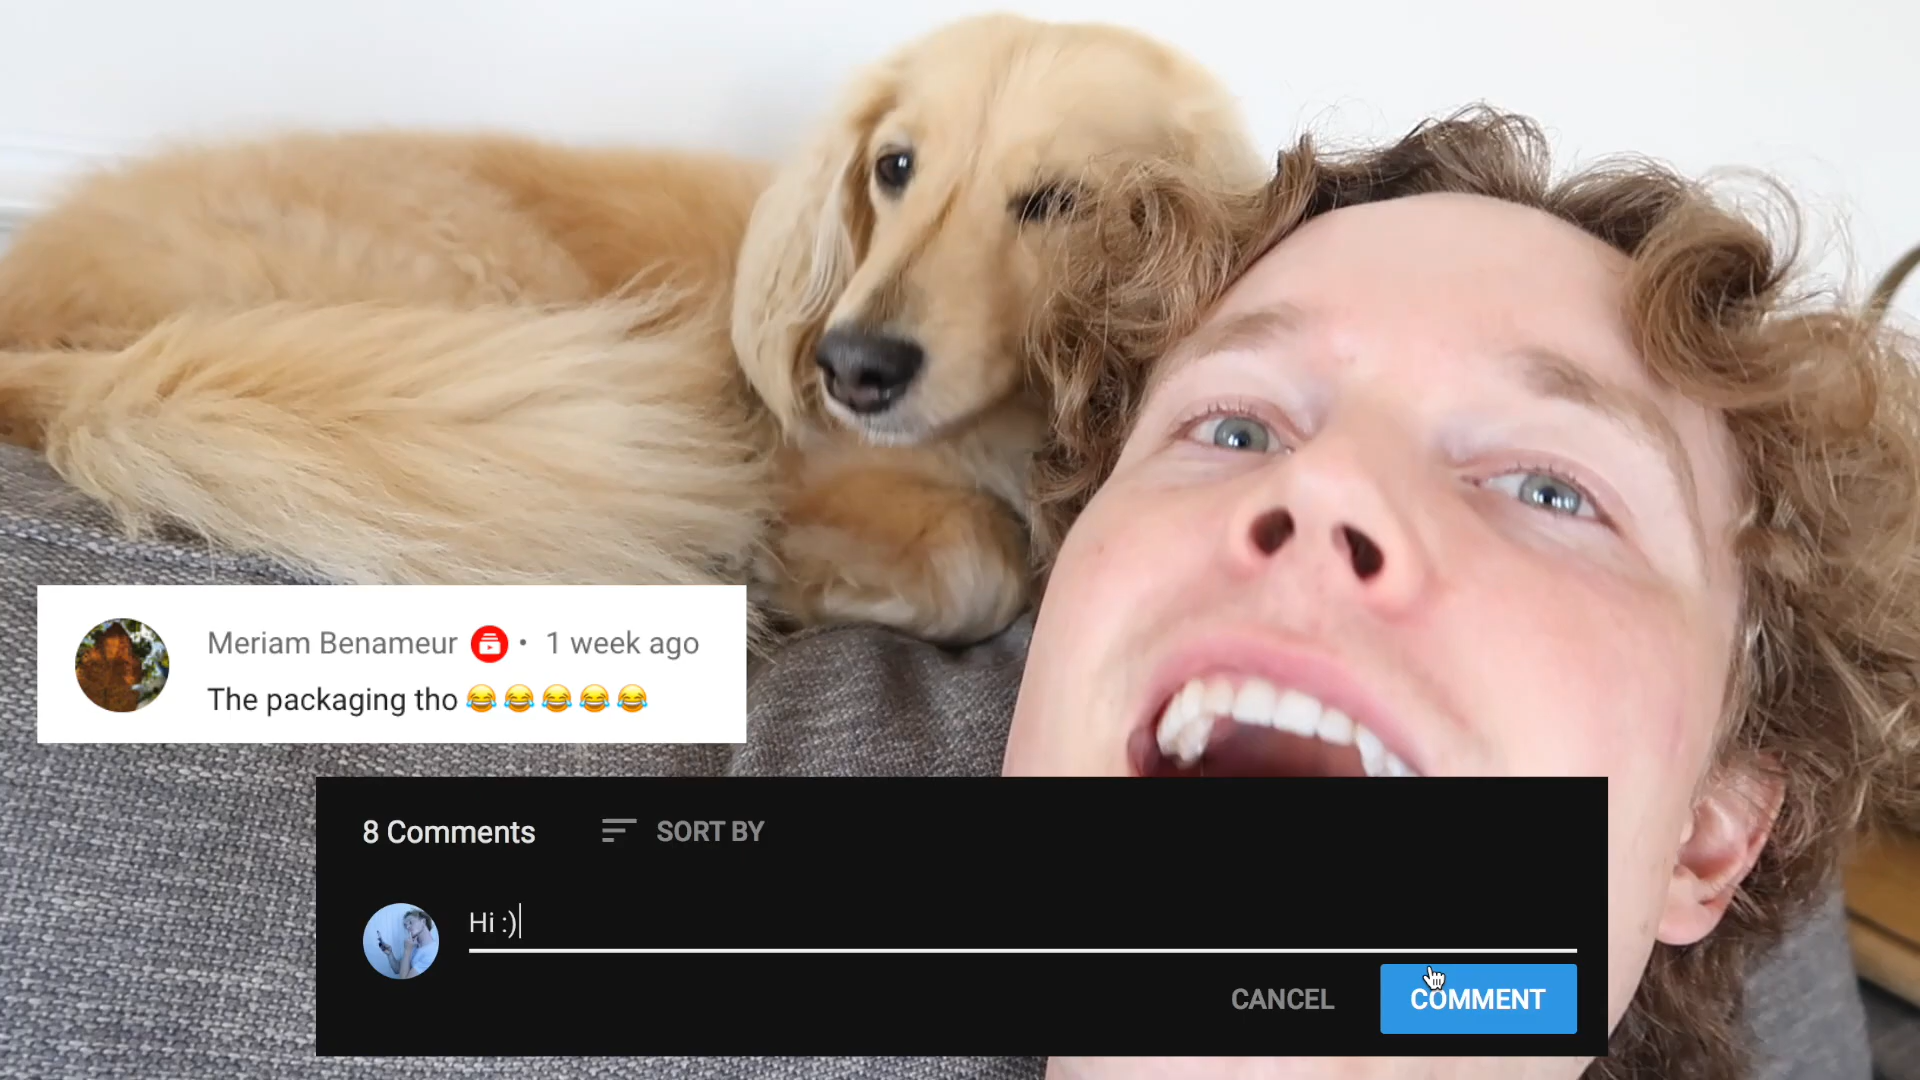 Meriam Benameur • 1 week ago
The packaging tho 😂😂😂😂😂
8 Comments SORT BY
Hi :)
CANCEL COMMENT